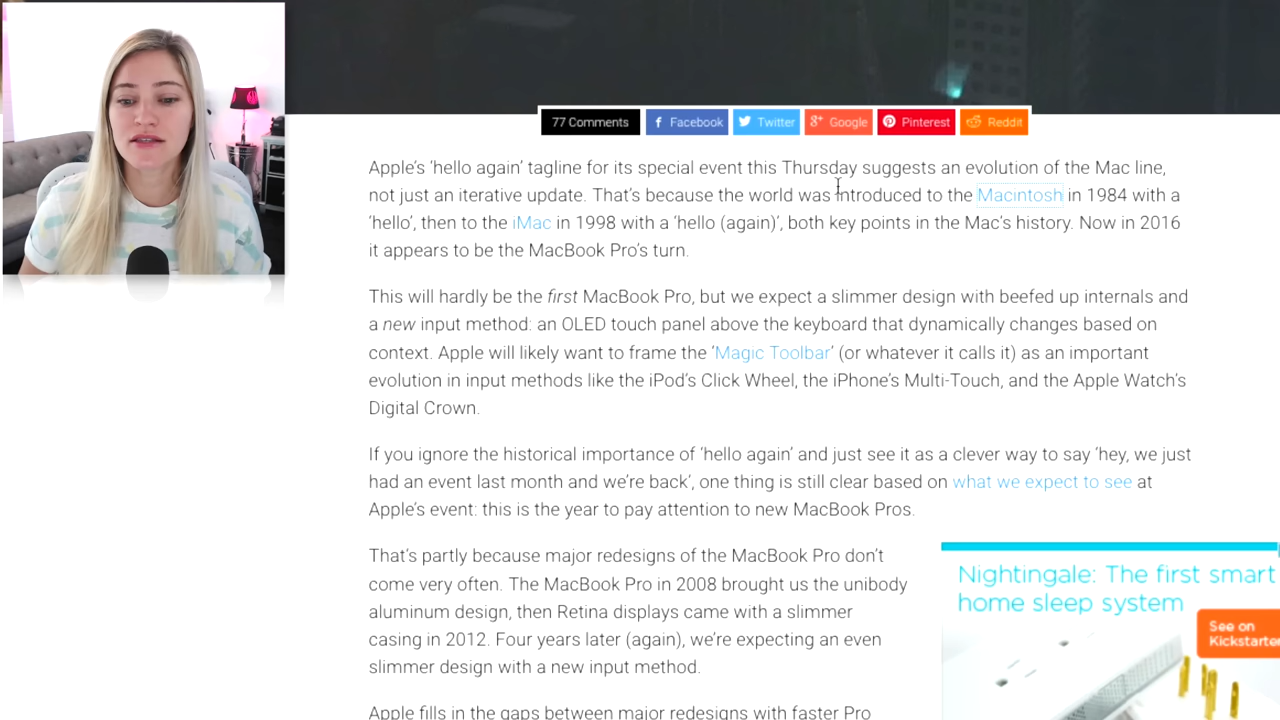 77 Comments
Facebook
Twitter
Google
Pinterest
Reddit
Apple's 'hello again' tagline for its special event this Thursday suggests an evolution of the Mac line,
not just an iterative update. That's because the world was introduced to the Macintosh in 1984 with a
'hello', then to the iMac in 1998 with a 'hello (again)', both key points in the Mac's history. Now in 2016
it appears to be the MacBook Pro's turn.
This will hardly be the first MacBook Pro, but we expect a slimmer design with beefed up internals and
a new input method: an OLED touch panel above the keyboard that dynamically changes based on
context. Apple will likely want to frame the 'Magic Toolbar' (or whatever it calls it) as an important
evolution in input methods like the iPod's Click Wheel, the iPhone's Multi-Touch, and the Apple Watch's
Digital Crown.
If you ignore the historical importance of 'hello again' and just see it as a clever way to say 'hey, we just
had an event last month and we're back', one thing is still clear based on what we expect to see at
Apple's event: this is the year to pay attention to new MacBook Pros.
That's partly because major redesigns of the MacBook Pro don't
come very often. The MacBook Pro in 2008 brought us the unibody
aluminum design, then Retina displays came with a slimmer
casing in 2012. Four years later (again), we're expecting an even
slimmer design with a new input method.
Apple fills in the gaps between major redesigns with faster Pro
Nightingale: The first smart
home sleep system
See on
Kickstarter